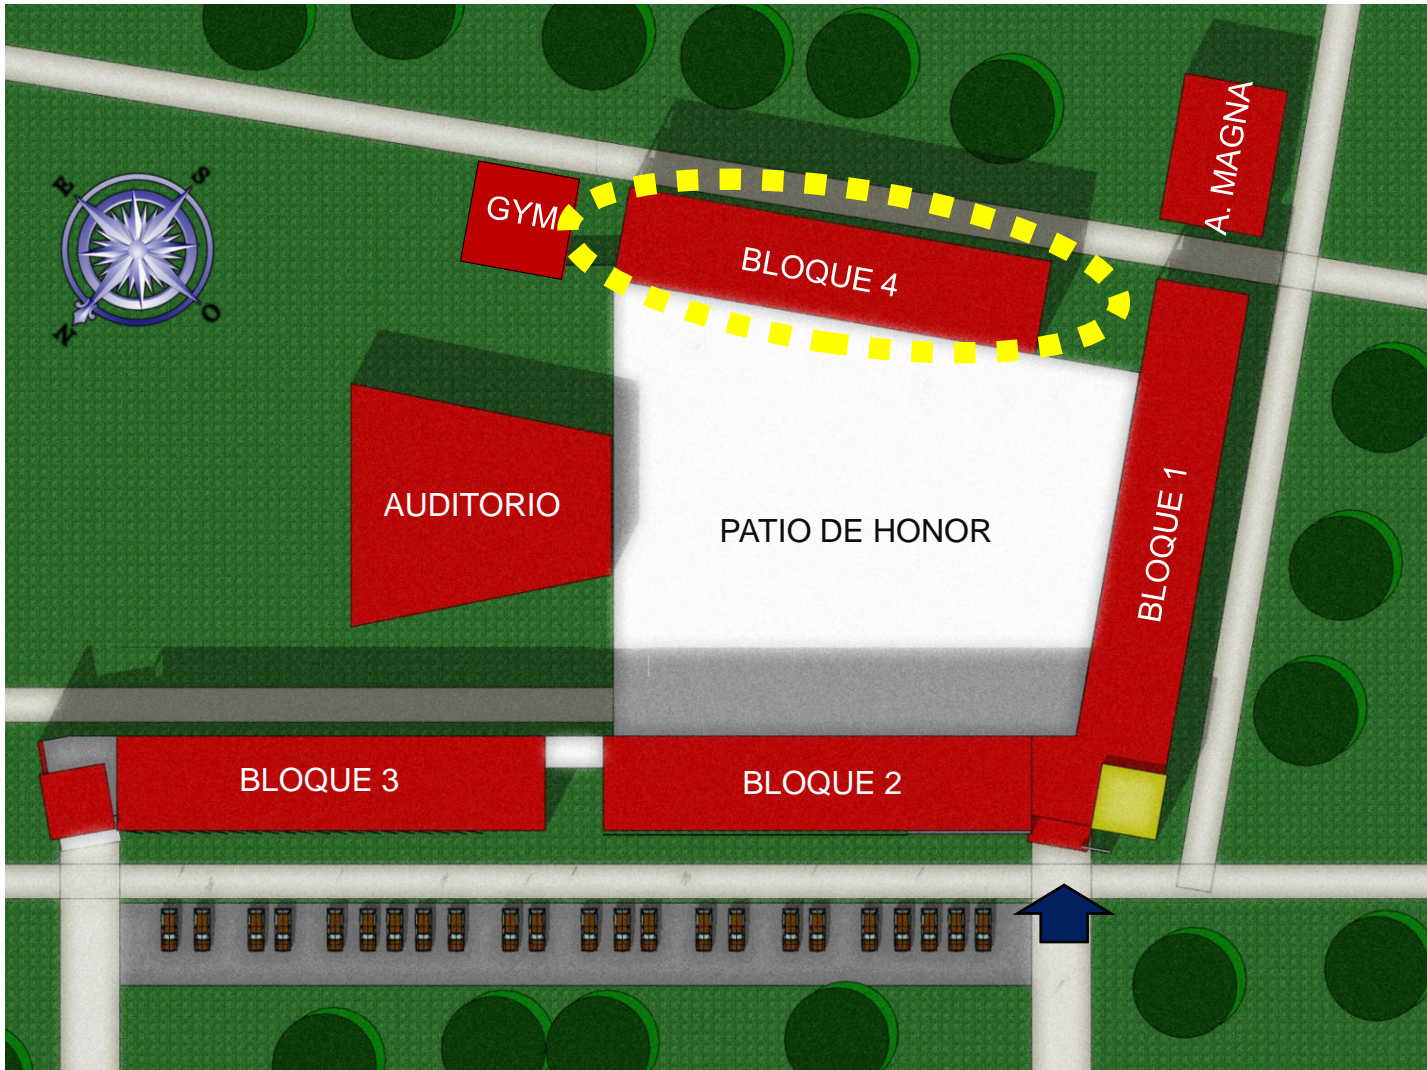 A. MAGNA
E
S
GYM
BLOQUE 4
N
O
AUDITORIO
PATIO DE HONOR
BLOQUE 1
BLOQUE 3
BLOQUE 2